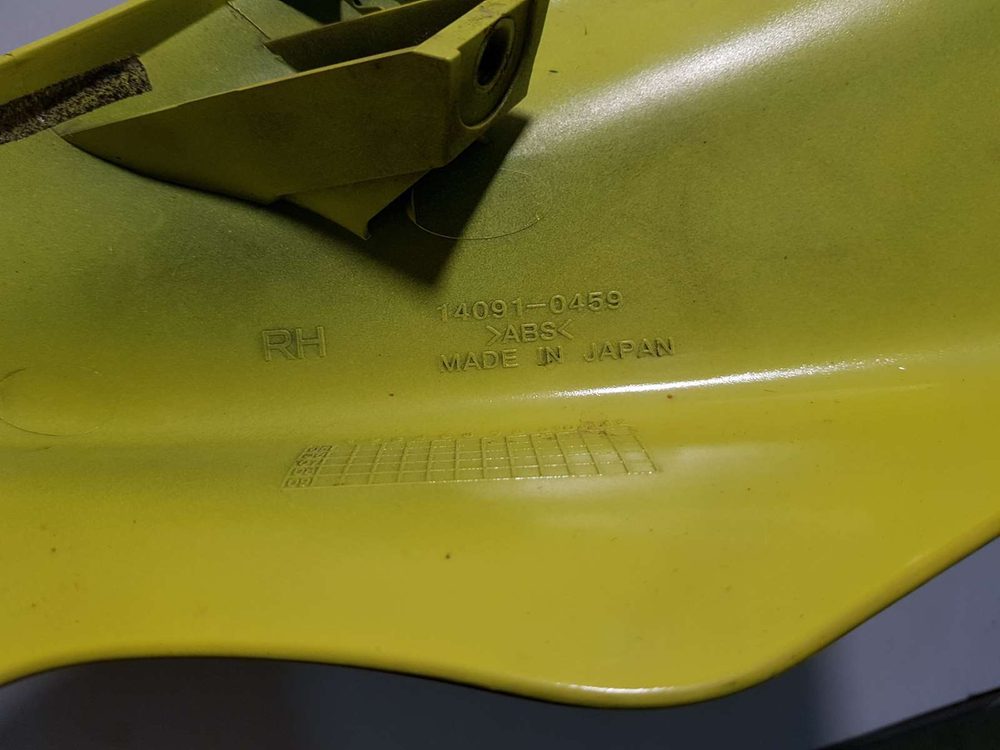 14091-0459
RH
>ABS<
MADE IN JAPAN